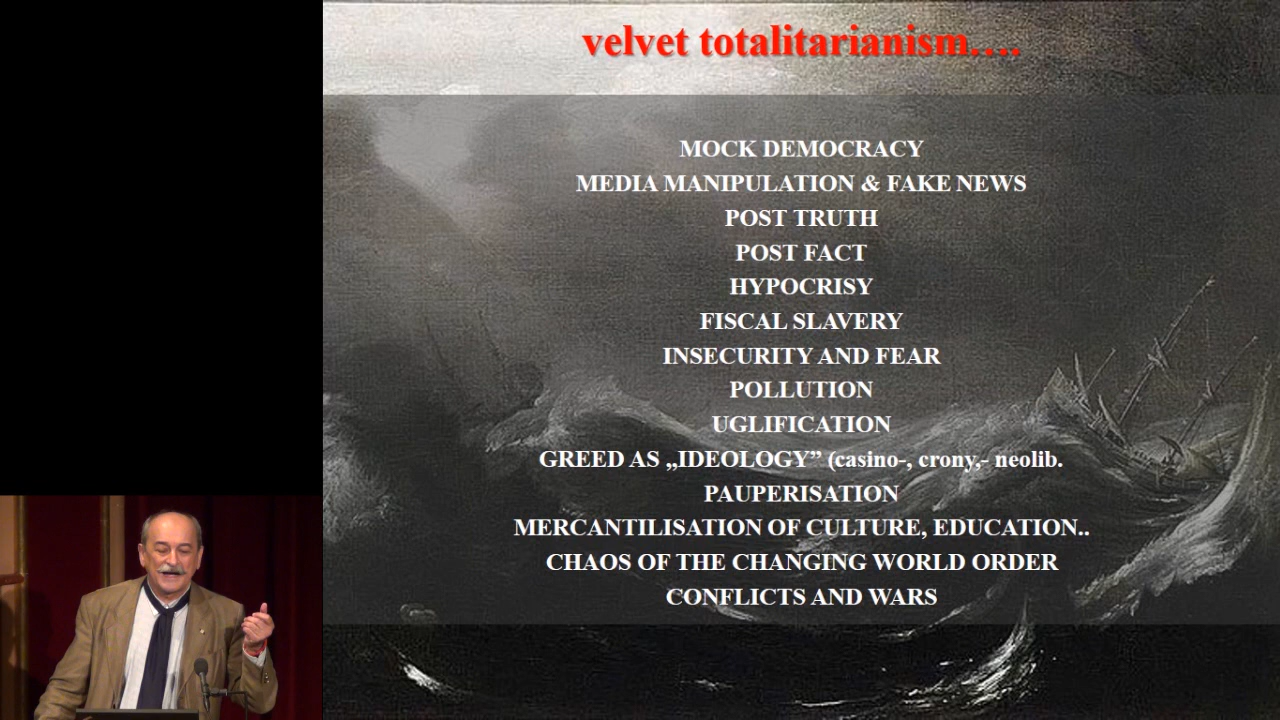 velvet totalitarianism....
MOCK DEMOCRACY
MEDIA MANIPULATION & FAKE NEWS
POST TRUTH
POST FACT
HYPOCRISY
FISCAL SLAVERY
INSECURITY AND FEAR
POLLUTION
UGLIFICATION
GREED AS „IDEOLOGY” (casino-, crony,- neolib.
PAUPERISATION
MERCANTILISATION OF CULTURE, EDUCATION..
CHAOS OF THE CHANGING WORLD ORDER
CONFLICTS AND WARS